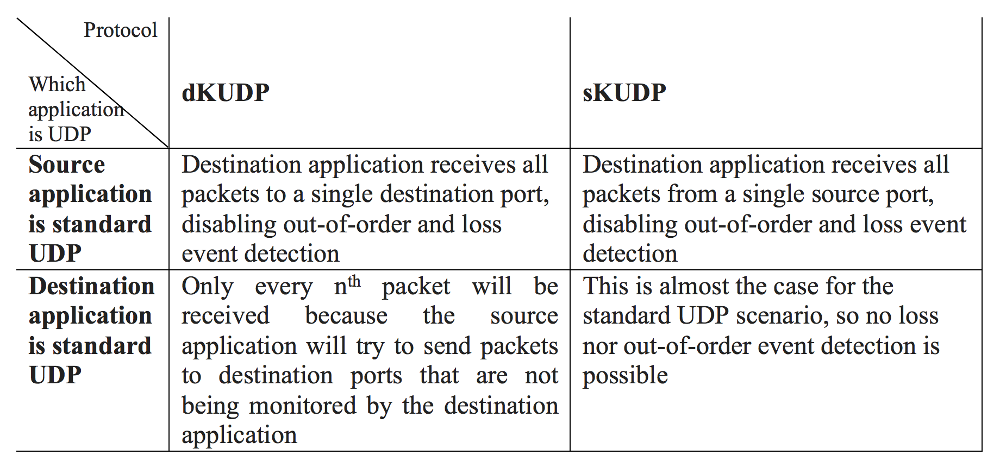 Protocol
Which
application
is UDP
dKUDP
sKUDP
Source
application
is standard
UDP
Destination application receives all
packets to a single destination port,
disabling out-of-order and loss
event detection
Destination application receives all
packets from a single source port,
disabling out-of-order and loss event
detection
Destination
application
is standard
UDP
Only every nth packet will be
received because the source
application will try to send packets
to destination ports that are not
being monitored by the destination
application
This is almost the case for the
standard UDP scenario, so no loss
nor out-of-order event detection is
possible